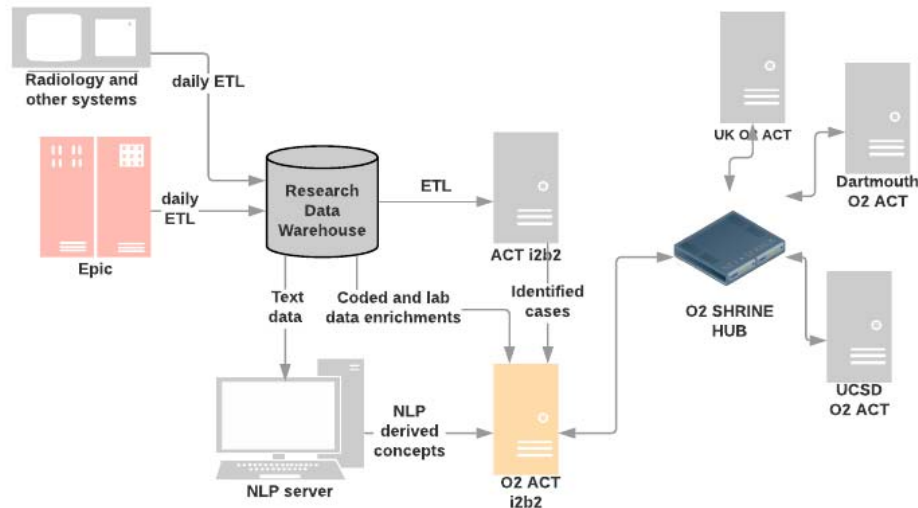 Radiology and
other systems
daily ETL
Epic
daily
ETL
Research
Data
Warehouse
ETL
ACT i2b2
Text
data
Coded and lab
data enrichments
Identified
cases
NLP server
NLP
derived
concepts
O2 ACT
i2b2
O2 SHRINE
HUB
UK O2 ACT
Dartmouth
O2 ACT
UCSD
O2 ACT